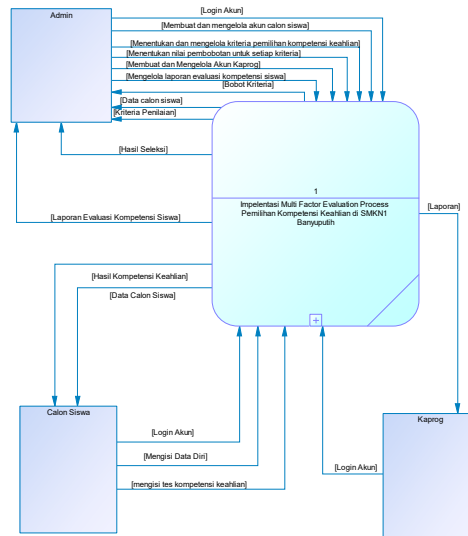 Admin
[Login Akun]
[Membuat dan mengelola akun calon siswa]
[Menentukan dan mengelola kriteria pemilihan kompetensi keahlian]
[Menentukan nilai pembobotan untuk setiap kriteria]
[Membuat dan Mengelola Akun Kaprog]
[Mengelola laporan evaluasi kompetensi siswa]
[Bobot Kriteria]
[Data calon siswa]
[Kriteria Penilaian]
[Hasil Seleksi]
1
Impelentasi Multi Factor Evaluation Process
Pemilihan Kompetensi Keahlian di SMKN1
Banyuputih
[Laporan]
[Laporan Evaluasi Kompetensi Siswa]
[Hasil Kompetensi Keahlian]
[Data Calon Siswa]
Calon Siswa
Kaprog
[Login Akun]
[Mengisi Data Diri]
[Login Akun]
[mengisi tes kompetensi keahlian]